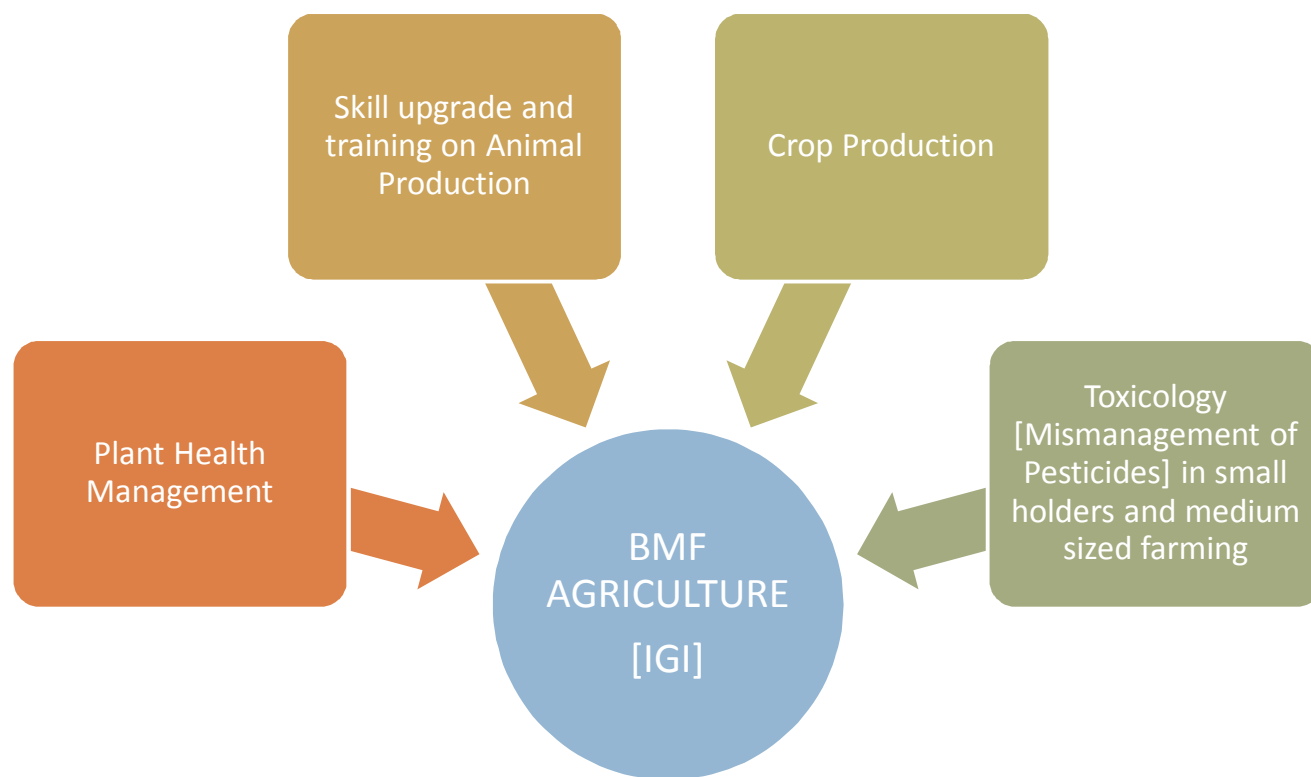 Skill upgrade and
training on Animal
Production
Crop Production
Plant Health
Management
Toxicology
[Mismanagement of
Pesticides] in small
holders and medium
sized farming
BMF
AGRICULTURE
[IGI]